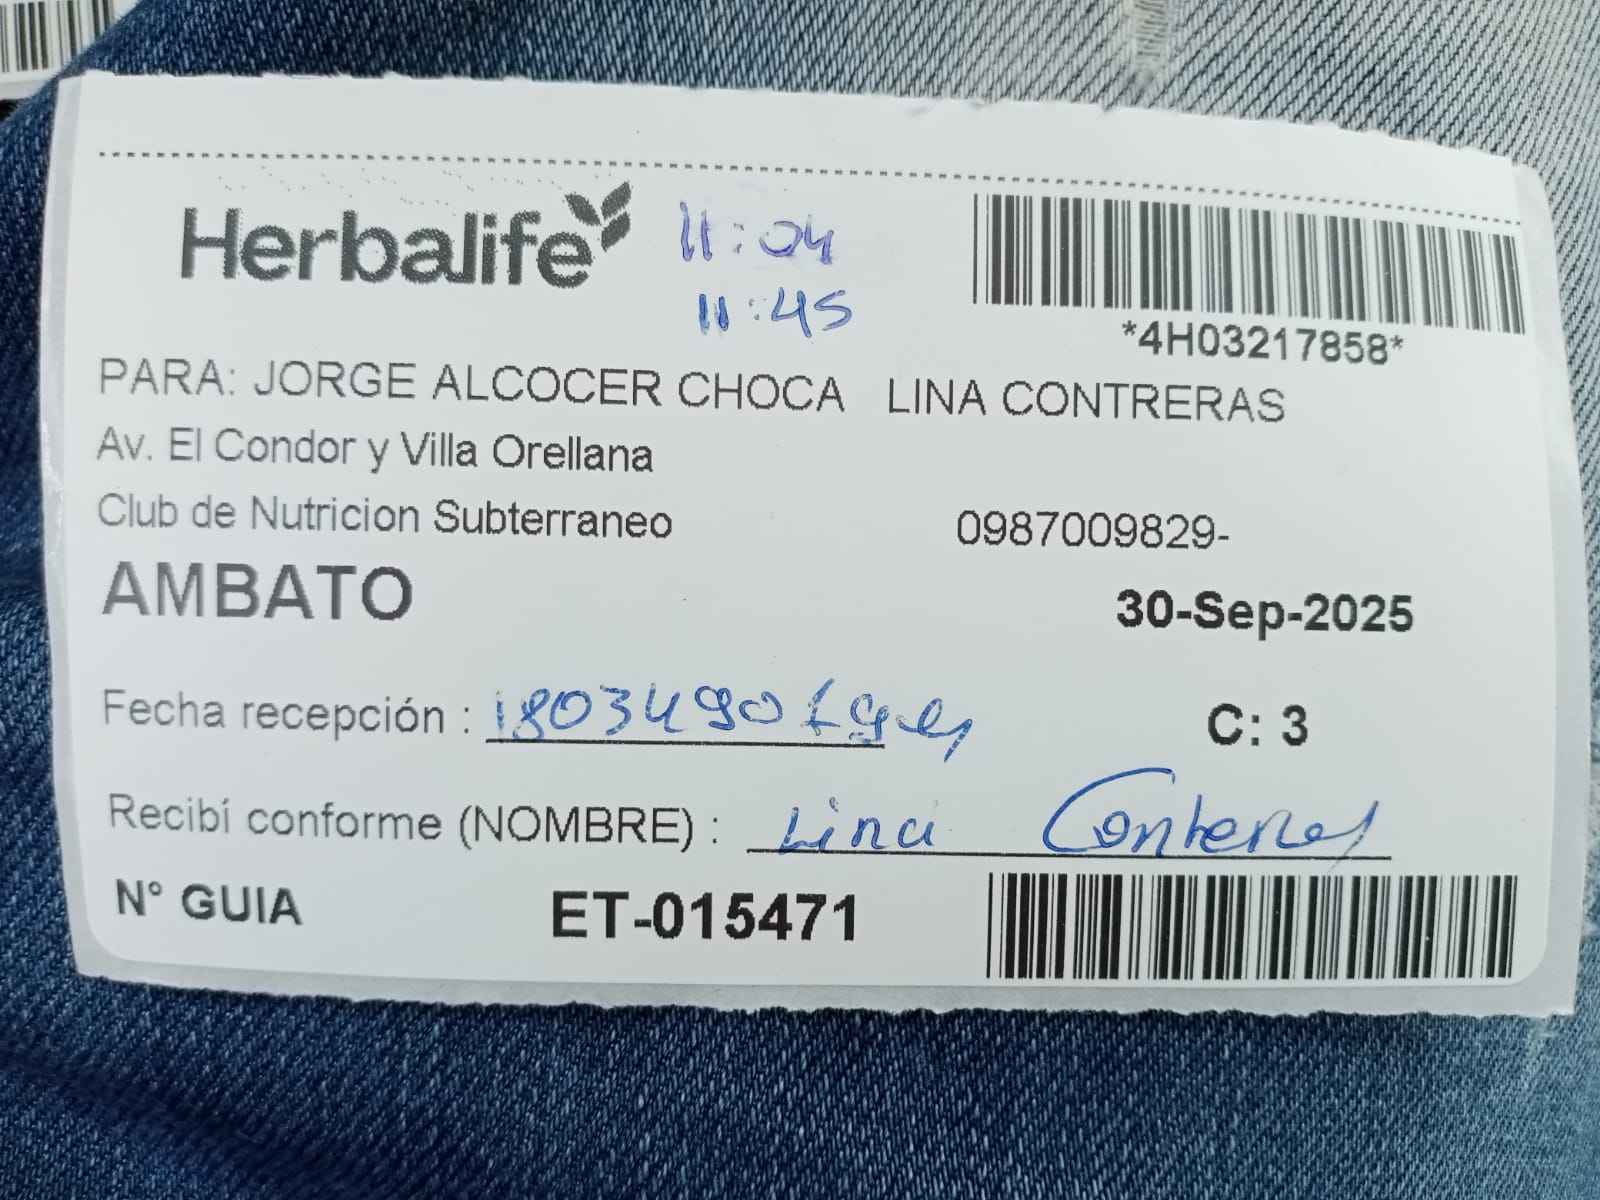 Herbalife
11:04
11:45
*4H03217858*
PARA: JORGE ALCOCER CHOCA LINA CONTRERAS
Av. El Condor y Villa Orellana
Club de Nutricion Subterraneo 0987009829-
AMBATO
30-Sep-2025
Fecha recepción :
C: 3
Recibí conforme (NOMBRE) : Lina Contreras
N° GUIA ET-015471